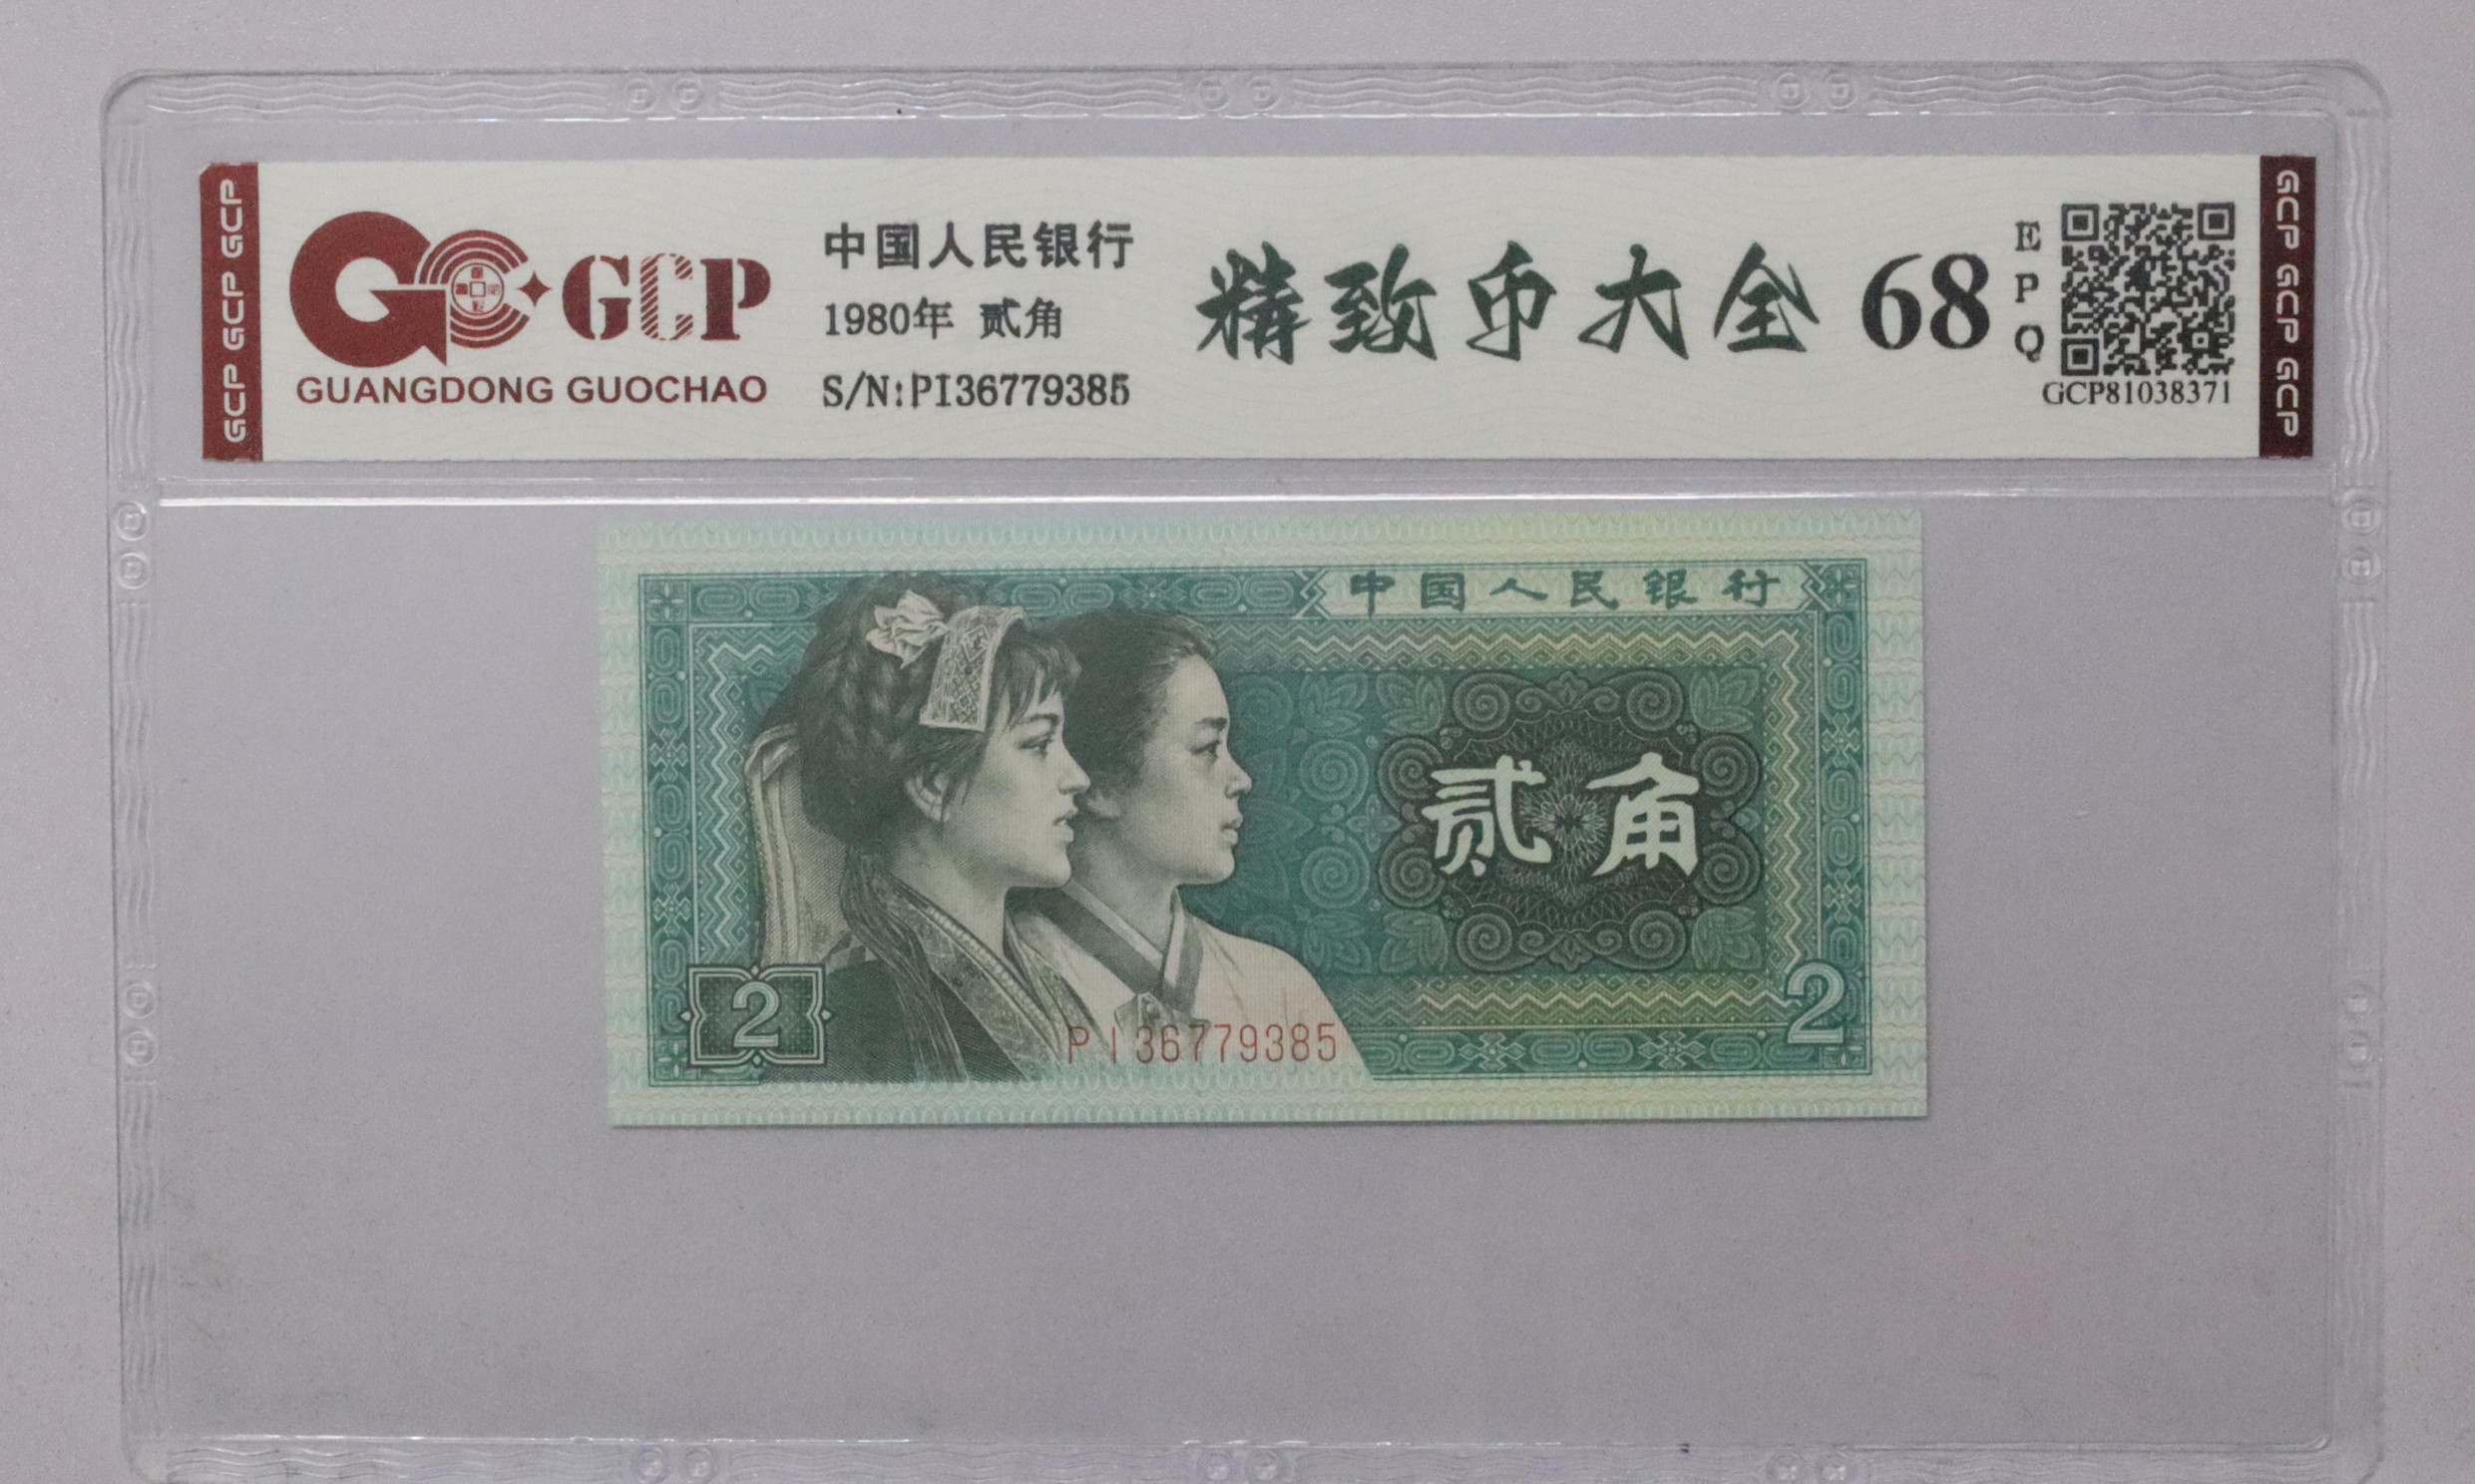 GCP GCP GCP
GCP
GUANGDONG GUOCHAO
中国人民银行
1980年 贰角
S/N:PI36779385
精致币大全
68
EPQ
GCP81038371
GCP GCP GCP
中国人民银行
贰角
2
PI36779385
2